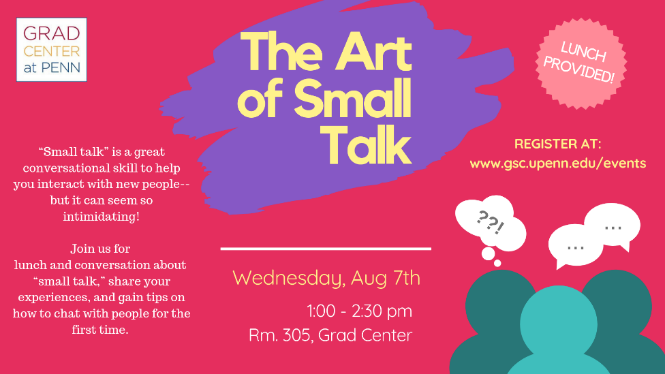 GRAD
CENTER
at PENN
The Art
of Small
Talk
LUNCH
PROVIDED!
"Small talk" is a great
conversational skill to help
you interact with new people--
but it can seem so
intimidating!
Join us for
lunch and conversation about
"small talk," share your
experiences, and gain tips on
how to chat with people for the
first time.
Wednesday, Aug 7th
1:00 - 2:30 pm
Rm. 305, Grad Center
REGISTER AT:
www.gsc.upenn.edu/events
??!
...
...